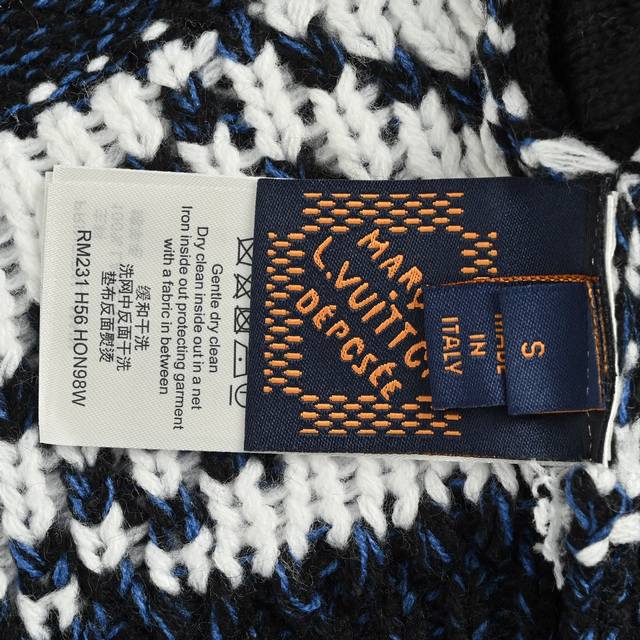 MARQ
L.VUITTO
DÉPOSÉE
MADE
IN
ITALY
S
Gentle dry clean
Dry clean inside out in a net
Iron inside out protecting garment
with a fabric in between
缓和干洗
洗网中反面干洗
垫布反面熨烫
RM231 H56 HON98W